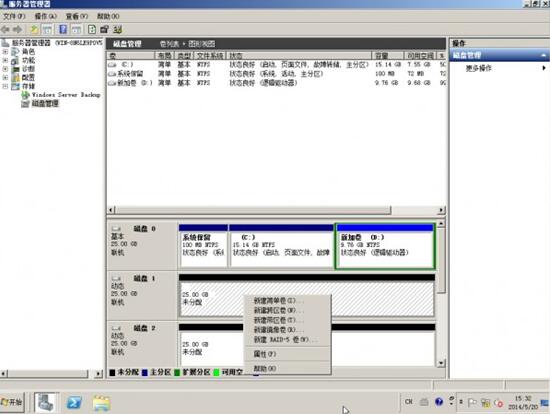 服务器管理器
文件(F) 操作(A) 查看(V) 帮助(H)
服务器管理器
角色
功能
诊断
配置
存储
Windows Server Backup
磁盘管理
磁盘管理 卷列表 + 图形视图
卷 布局 类型 文件系统 状态 容量 可用空间
(C:) 简单 基本 NTFS 状态良好 (启动, 页面文件, 故障转储, 主分区) 15.14 GB 7.55 GB
系统保留 简单 基本 NTFS 状态良好 (系统, 活动, 主分区) 100 MB 72 MB
新加卷 (D:) 简单 基本 NTFS 状态良好 (逻辑驱动器) 9.76 GB 9.68 GB
操作
磁盘管理
更多操作
磁盘 0
基本
25.00 GB
联机
系统保留
100 MB NTFS
状态良好 (系
(C:)
15.14 GB NTFS
状态良好 (启动, 页面文件, 故障
新加卷 (D:)
9.76 GB NTFS
状态良好 (逻辑驱动器)
磁盘 1
动态
25.00 GB
联机
25.00 GB
未分配
磁盘 2
动态
25.00 GB
联机
未分配
新建简单卷(I)...
新建跨区卷(N)...
新建带区卷(T)...
新建镜像卷(R)...
新建 RAID-5 卷(W)...
属性(P)
帮助(H)
未分配 主分区 扩展分区 可用空
开始
CH
15:32
2014/5/20